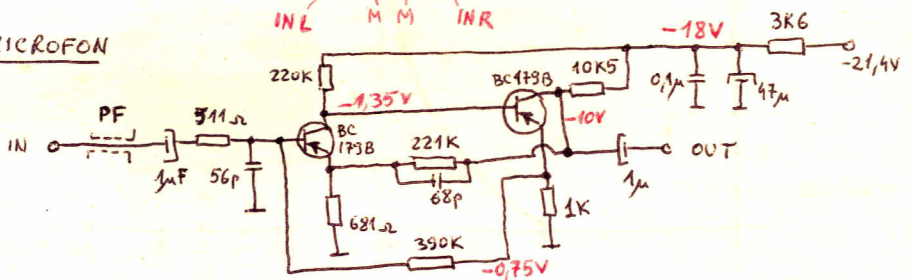 INL M M INR
MICROFON
-18V
3K6
-21,4V
220K
BC179B
10K5
0,1μ
47μ
-1,35V
-10V
PF
511Ω
IN
BC
179B
221K
OUT
1μF
56p
68p
1μ
681Ω
1K
390K
-0,75V